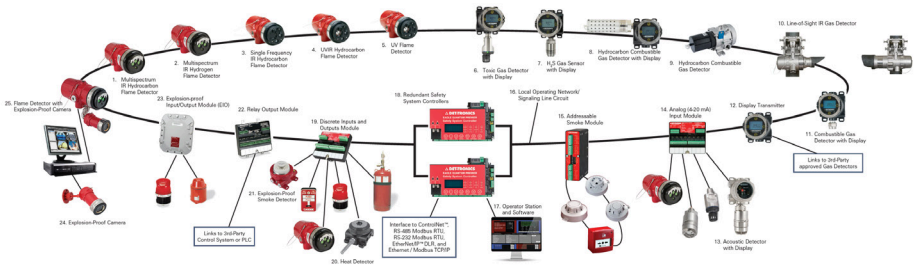 10. Line-of-Sight IR Gas Detector
5. UV Flame
Detector
4. UVIR Hydrocarbon
Flame Detector
3. Single Frequency
IR Hydrocarbon
Flame Detector
2. Multispectrum
IR Hydrogen
Flame Detector
1. Multispectrum
IR Hydrocarbon
Flame Detector
6. Toxic Gas Detector
with Display
7. H₂S Gas Sensor
with Display
8. Hydrocarbon Combustible
Gas Detector with Display
9. Hydrocarbon Combustible
Gas Detector
25. Flame Detector with
Explosion-Proof Camera
23. Explosion-proof
Input/Output Module (EIO)
22. Relay Output Module
19. Discrete Inputs and
Outputs Module
18. Redundant Safety
System Controllers
16. Local Operating Network/
Signaling Line Circuit
15. Addressable
Smoke Module
14. Analog (4-20 mA)
Input Module
12. Display Transmitter
11. Combustible Gas
Detector with Display
DET-TRONICS
DET-TRONICS
Links to 3rd-Party
approved Gas Detectors
21. Explosion-Proof
Smoke Detector
24. Explosion-Proof Camera
Links to 3rd-Party
Control System or PLC
20. Heat Detector
Interface to ControlNet™,
RS-485 Modbus RTU,
RS-232 Modbus RTU,
EtherNet/IP™ DLR, and
Ethernet / Modbus TCP/IP
17. Operator Station
and Software
13. Acoustic Detector
with Display